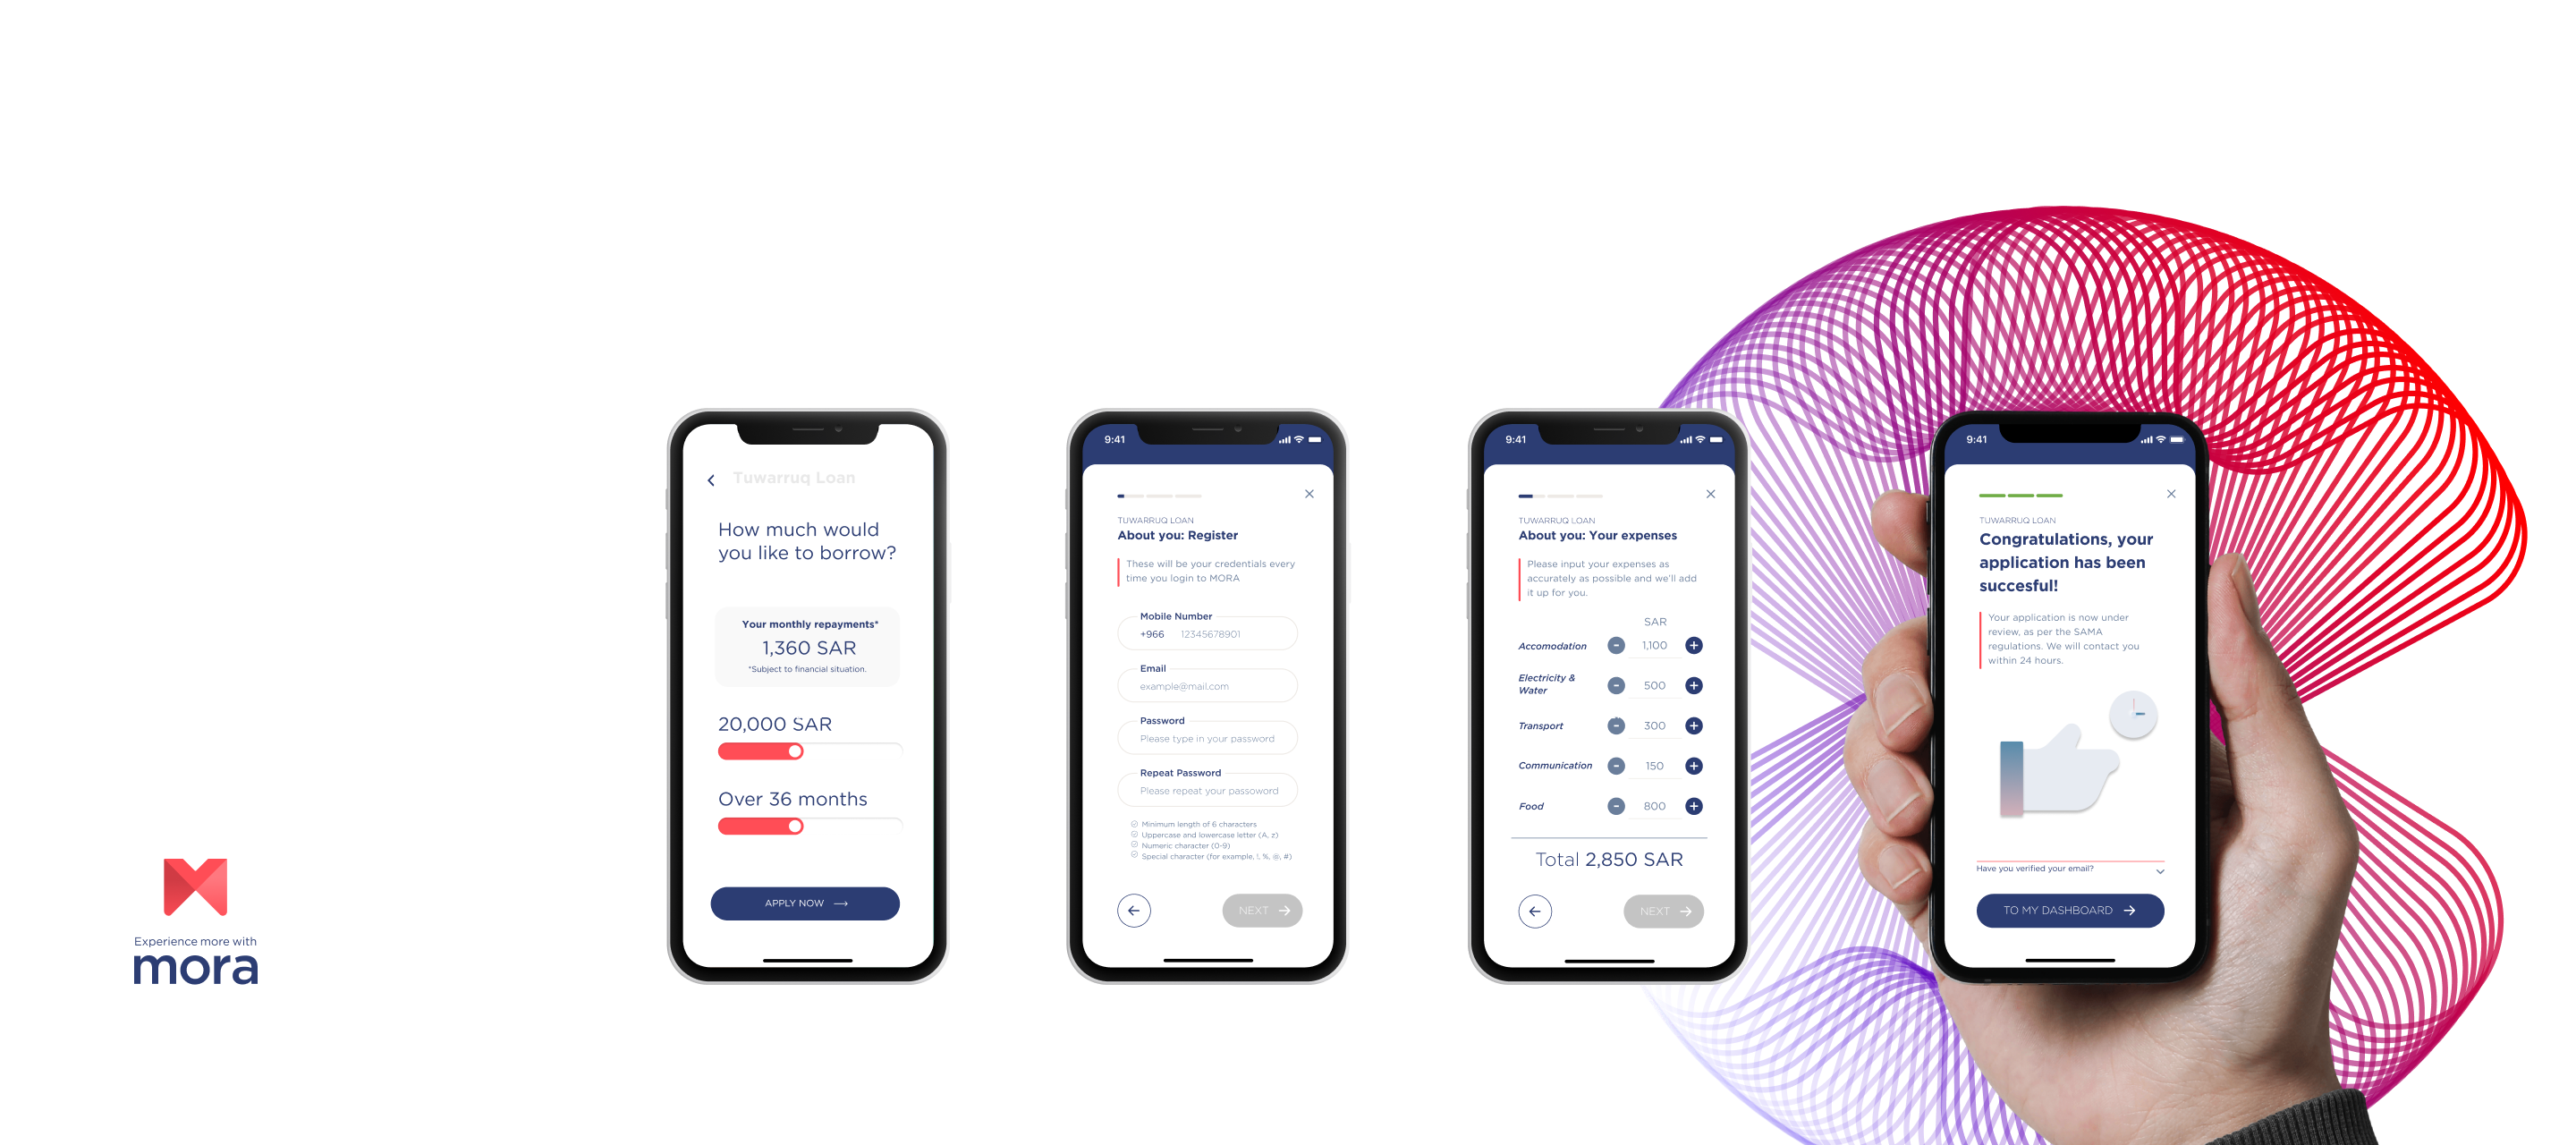 Experience more with
mora
Tuwarruq Loan
How much would
you like to borrow?
Your monthly repayments*
1,360 SAR
*Subject to financial situation.
20,000 SAR
Over 36 months
APPLY NOW
9:41
TUWARRUQ LOAN
About you: Register
These will be your credentials every
time you login to MORA
Mobile Number
+966 12345678901
Email
example@mail.com
Password
Please type in your password
Repeat Password
Please repeat your passoword
Minimum length of 6 characters
Uppercase and lowercase letter (A, z)
Numeric character (0-9)
Special character (for example, !, %, @, #)
NEXT
9:41
TUWARRUQ LOAN
About you: Your expenses
Please input your expenses as
accurately as possible and we'll add
it up for you.
SAR
Accomodation - 1,100 +
Electricity &
Water - 500 +
Transport - 300 +
Communication - 150 +
Food - 800 +
Total 2,850 SAR
NEXT
9:41
TUWARRUQ LOAN
Congratulations, your
application has been
succesful!
Your application is now under
review, as per the SAMA
regulations. We will contact you
within 24 hours.
Have you verified your email?
TO MY DASHBOARD